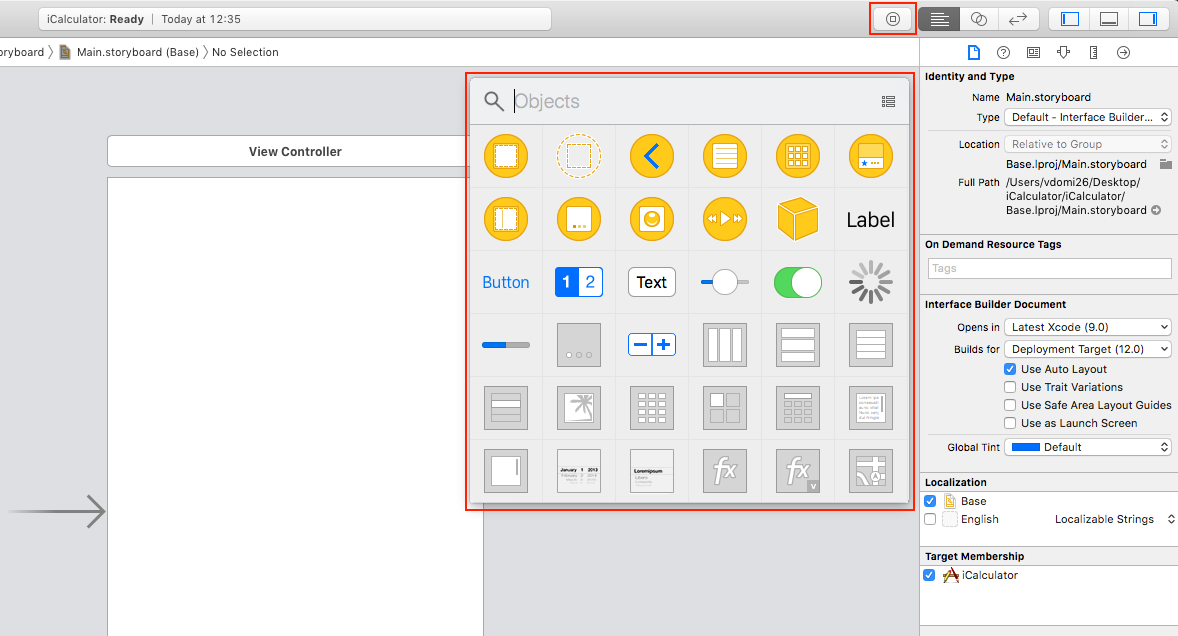 iCalculator: Ready | Today at 12:35
oryboard
Main.storyboard (Base)
No Selection
Objects
View Controller
Label
Button
1 2
Text
January 1 2013
Loremipsum
fx
fx
v
Identity and Type
Name Main.storyboard
Type Default - Interface Builder...
Location Relative to Group
Base.lproj/Main.storyboard
Full Path /Users/vdomi26/Desktop/
iCalculator/iCalculator/
Base.lproj/Main.storyboard
On Demand Resource Tags
Tags
Interface Builder Document
Opens in Latest Xcode (9.0)
Builds for Deployment Target (12.0)
Use Auto Layout
Use Trait Variations
Use Safe Area Layout Guides
Use as Launch Screen
Global Tint Default
Localization
Base
English Localizable Strings
Target Membership
iCalculator